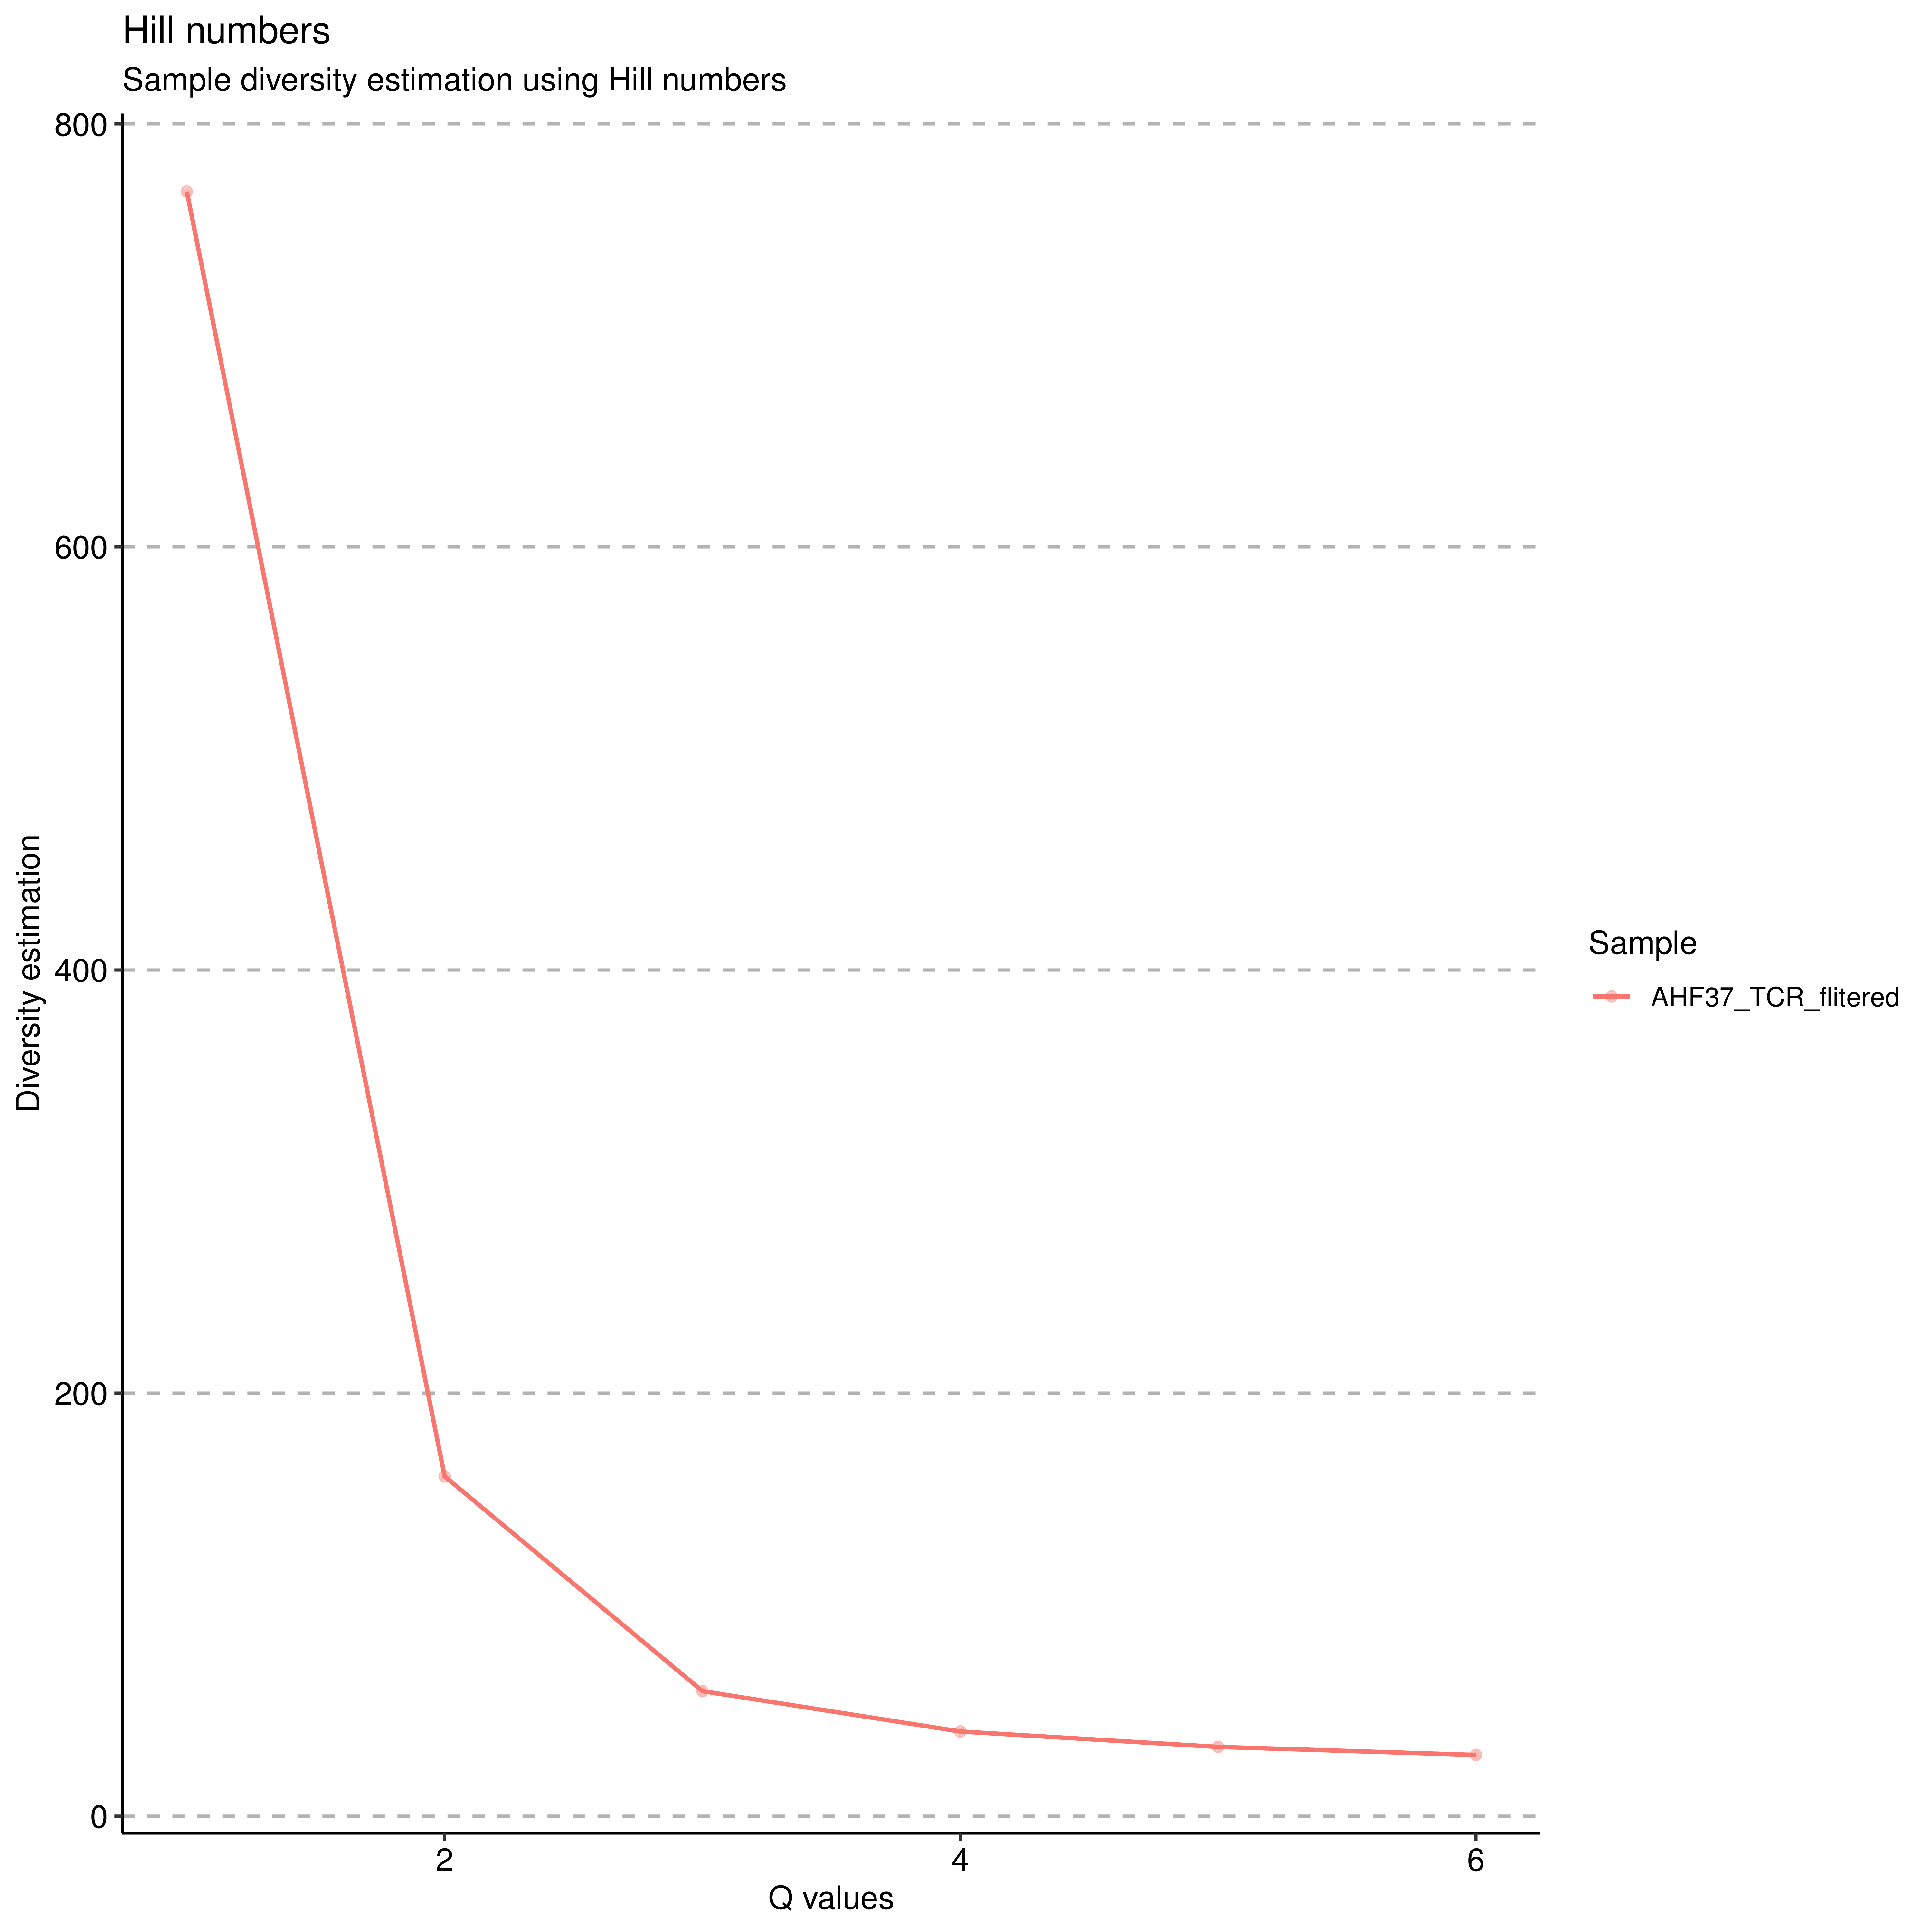 Hill numbers
Sample diversity estimation using Hill numbers
800
600
400
200
0
Diversity estimation
2
4
6
Q values
Sample
AHF37_TCR_flitered